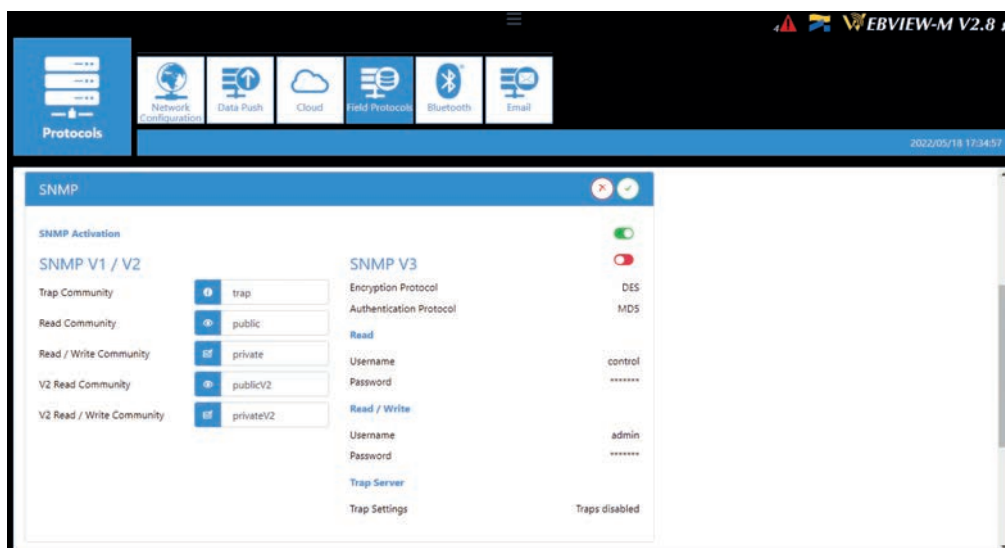 4 WEBVIEW-M V2.8
Protocols
Network Configuration
Data Push
Cloud
Field Protocols
Bluetooth
Email
2022/05/18 17:34:57
SNMP
SNMP Activation
SNMP V1 / V2
Trap Community trap
Read Community public
Read / Write Community private
V2 Read Community publicV2
V2 Read / Write Community privateV2
SNMP V3
Encryption Protocol DES
Authentication Protocol MD5
Read
Username control
Password *******
Read / Write
Username admin
Password *******
Trap Server
Trap Settings Traps disabled